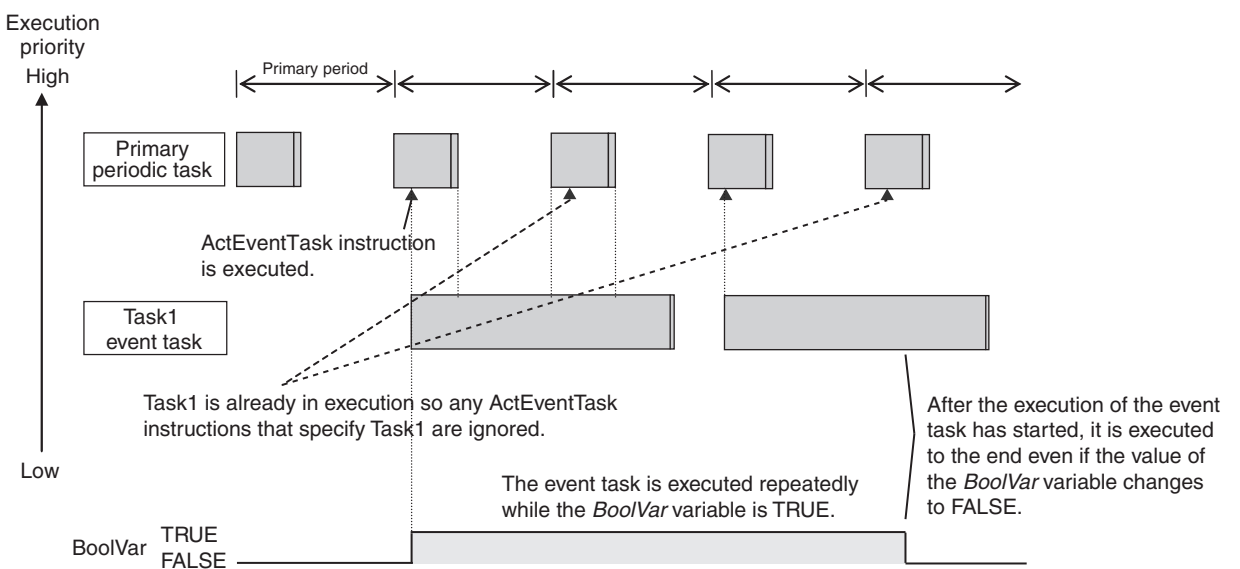 Execution
priority
High
Primary period
Primary
periodic task
ActEventTask instruction
is executed.
Task1
event task
Task1 is already in execution so any ActEventTask
instructions that specify Task1 are ignored.
After the execution of the event
task has started, it is executed
to the end even if the value of
the BoolVar variable changes
to FALSE.
Low
The event task is executed repeatedly
while the BoolVar variable is TRUE.
BoolVar
TRUE
FALSE